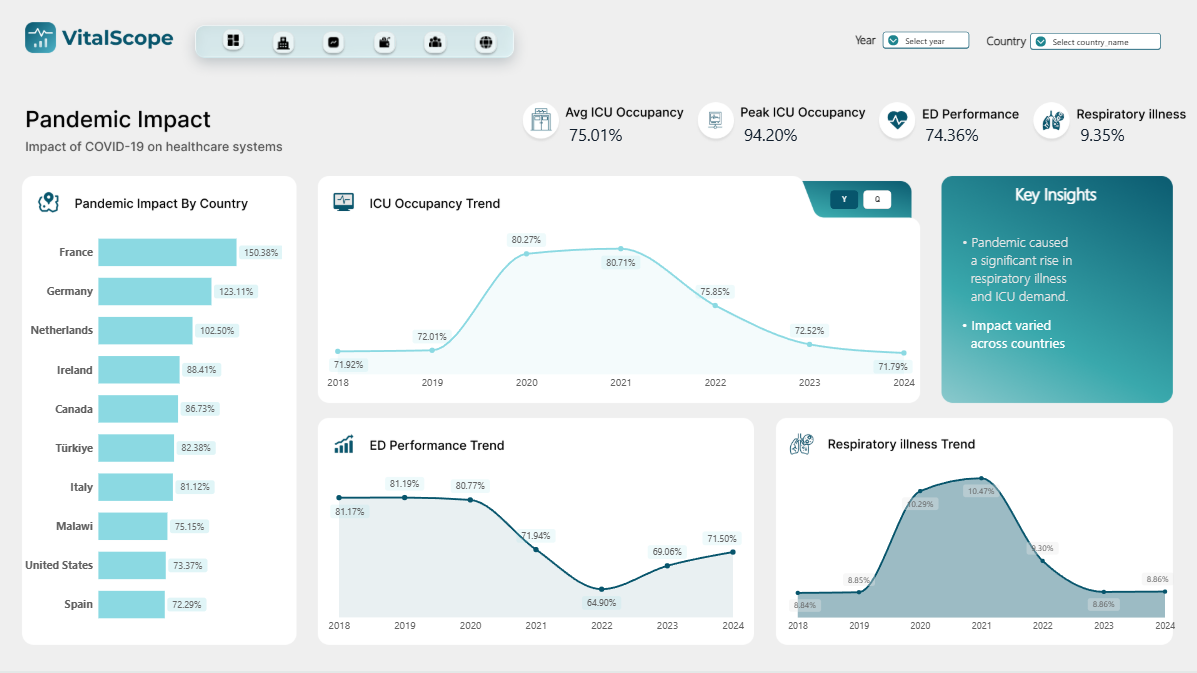 VitalScope
Year
Select year
Country
Select country_name
Pandemic Impact
Impact of COVID-19 on healthcare systems
Avg ICU Occupancy
75.01%
Peak ICU Occupancy
94.20%
ED Performance
74.36%
Respiratory illness
9.35%
Pandemic Impact By Country
France 150.38%
Germany 123.11%
Netherlands 102.50%
Ireland 88.41%
Canada 86.73%
Türkiye 82.38%
Italy 81.12%
Malawi 75.15%
United States 73.37%
Spain 72.29%
ICU Occupancy Trend
Y Q
80.27%
80.71%
75.85%
72.01%
72.52%
71.92%
71.79%
2018 2019 2020 2021 2022 2023 2024
Key Insights
• Pandemic caused
a significant rise in
respiratory illness
and ICU demand.
• Impact varied
across countries
ED Performance Trend
81.17%
81.19%
80.77%
71.94%
64.90%
69.06%
71.50%
2018 2019 2020 2021 2022 2023 2024
Respiratory illness Trend
8.84%
8.85%
10.29%
10.47%
9.30%
8.86%
8.86%
2018 2019 2020 2021 2022 2023 2024